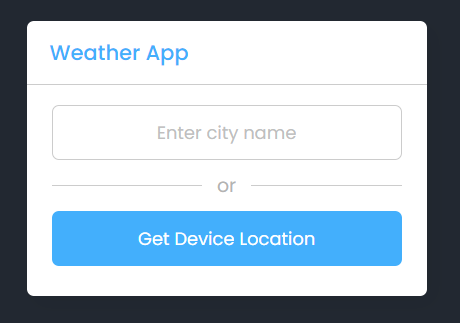 Weather App
Enter city name
or
Get Device Location